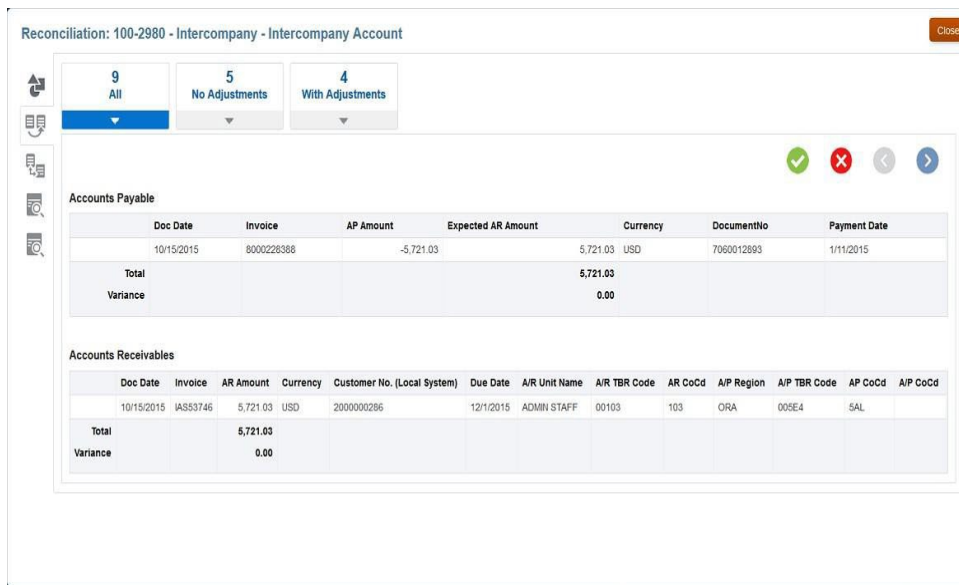 Reconciliation: 100-2980 - Intercompany - Intercompany Account
Close
9 5 4
All No Adjustments With Adjustments
Accounts Payable
Doc Date Invoice AP Amount Expected AR Amount Currency DocumentNo Payment Date
10/15/2015 8000228388 -5,721.03 5,721.03 USD 7060012893 1/11/2015
Total 5,721.03
Variance 0.00
Accounts Receivables
Doc Date Invoice AR Amount Currency Customer No. (Local System) Due Date A/R Unit Name A/R TBR Code AR CoCd A/P Region A/P TBR Code AP CoCd A/P CoCd
10/15/2015 IAS53746 5,721.03 USD 2000000286 12/1/2015 ADMIN STAFF 00103 103 ORA 005E4 5AL
Total 5,721.03
Variance 0.00